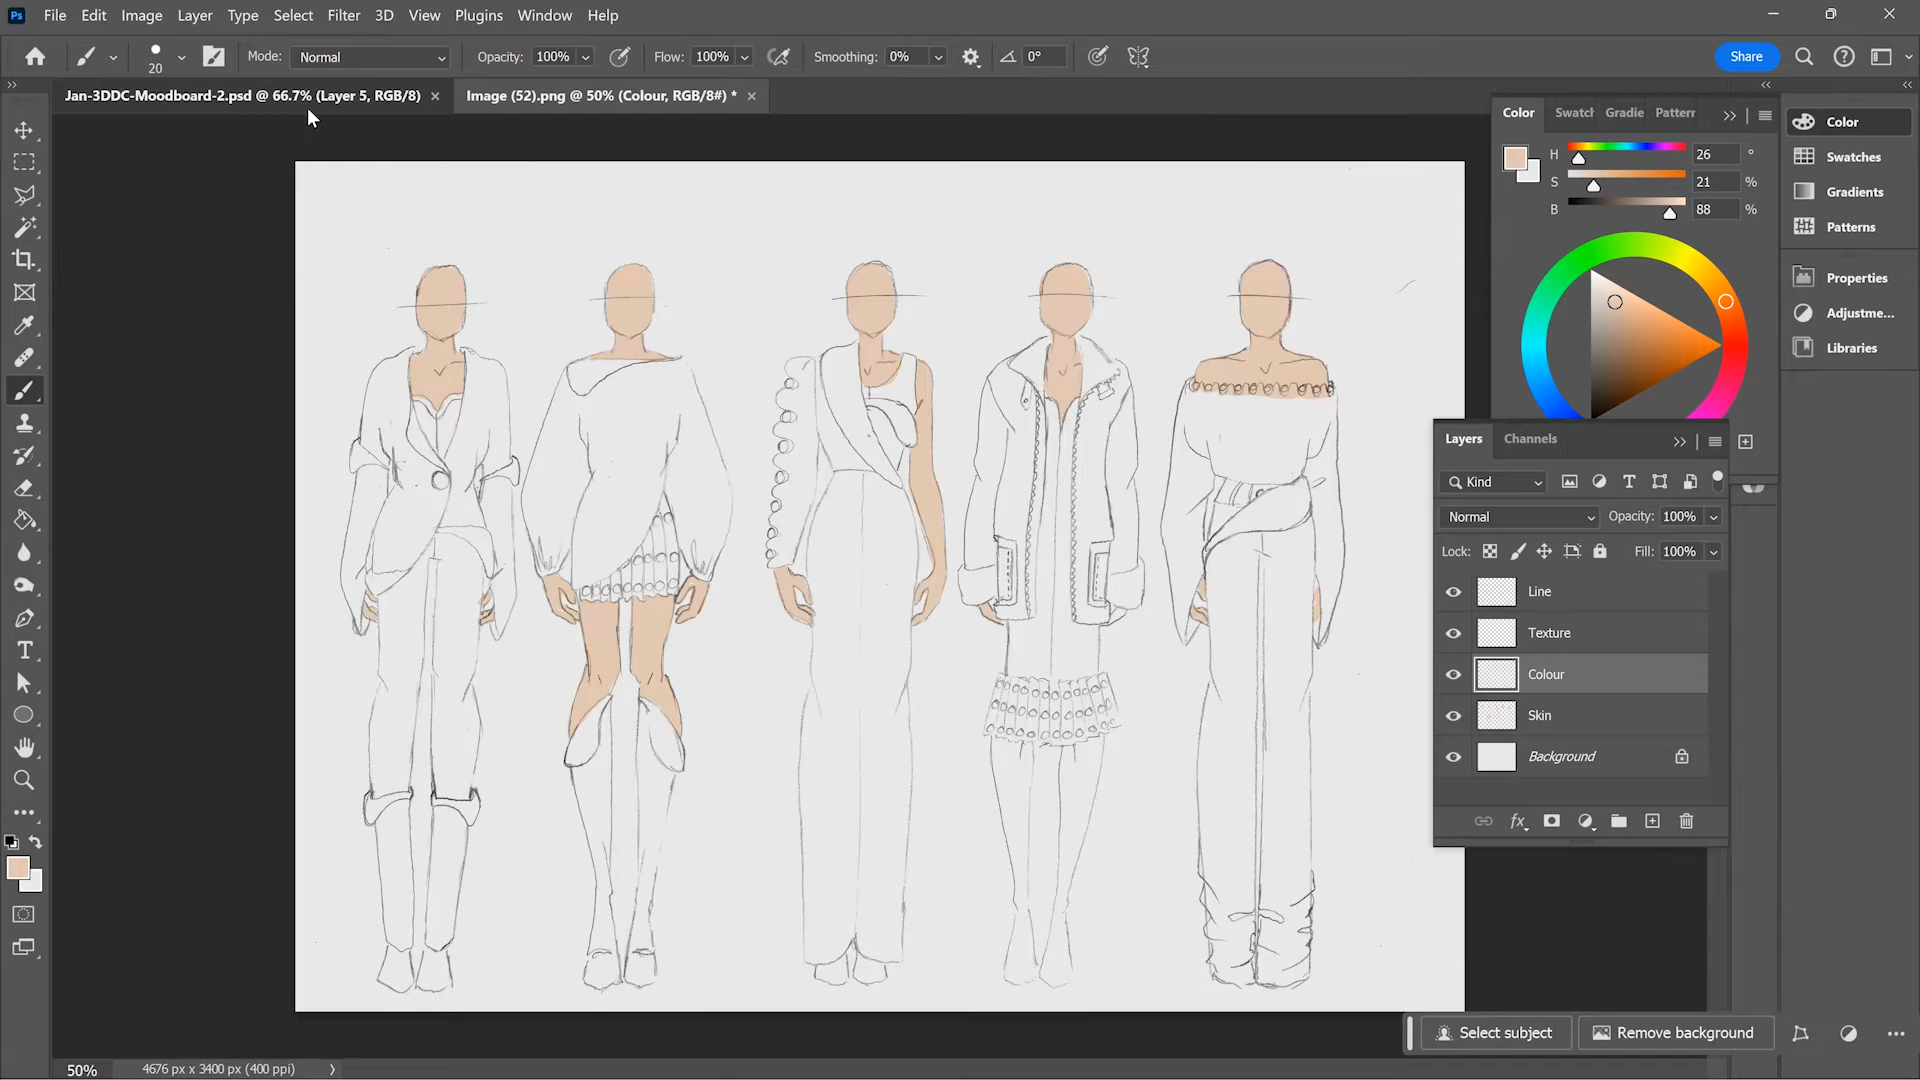 Ps File Edit Image Layer Type Select Filter 3D View Plugins Window Help
20 Mode: Normal Opacity: 100% Flow: 100% Smoothing: 0% 0° Share
Jan-3DDC-Moodboard-2.psd @ 66.7% (Layer 5, RGB/8) Image (52).png @ 50% (Colour, RGB/8#) *
Color Swatch Gradie Pattern
H 26 °
S 21 %
B 88 %
Color
Swatches
Gradients
Patterns
Properties
Adjustme...
Libraries
Layers Channels
Kind
Normal Opacity: 100%
Lock: Fill: 100%
Line
Texture
Colour
Skin
Background
fx
Select subject Remove background
50% 4676 px x 3400 px (400 ppi)